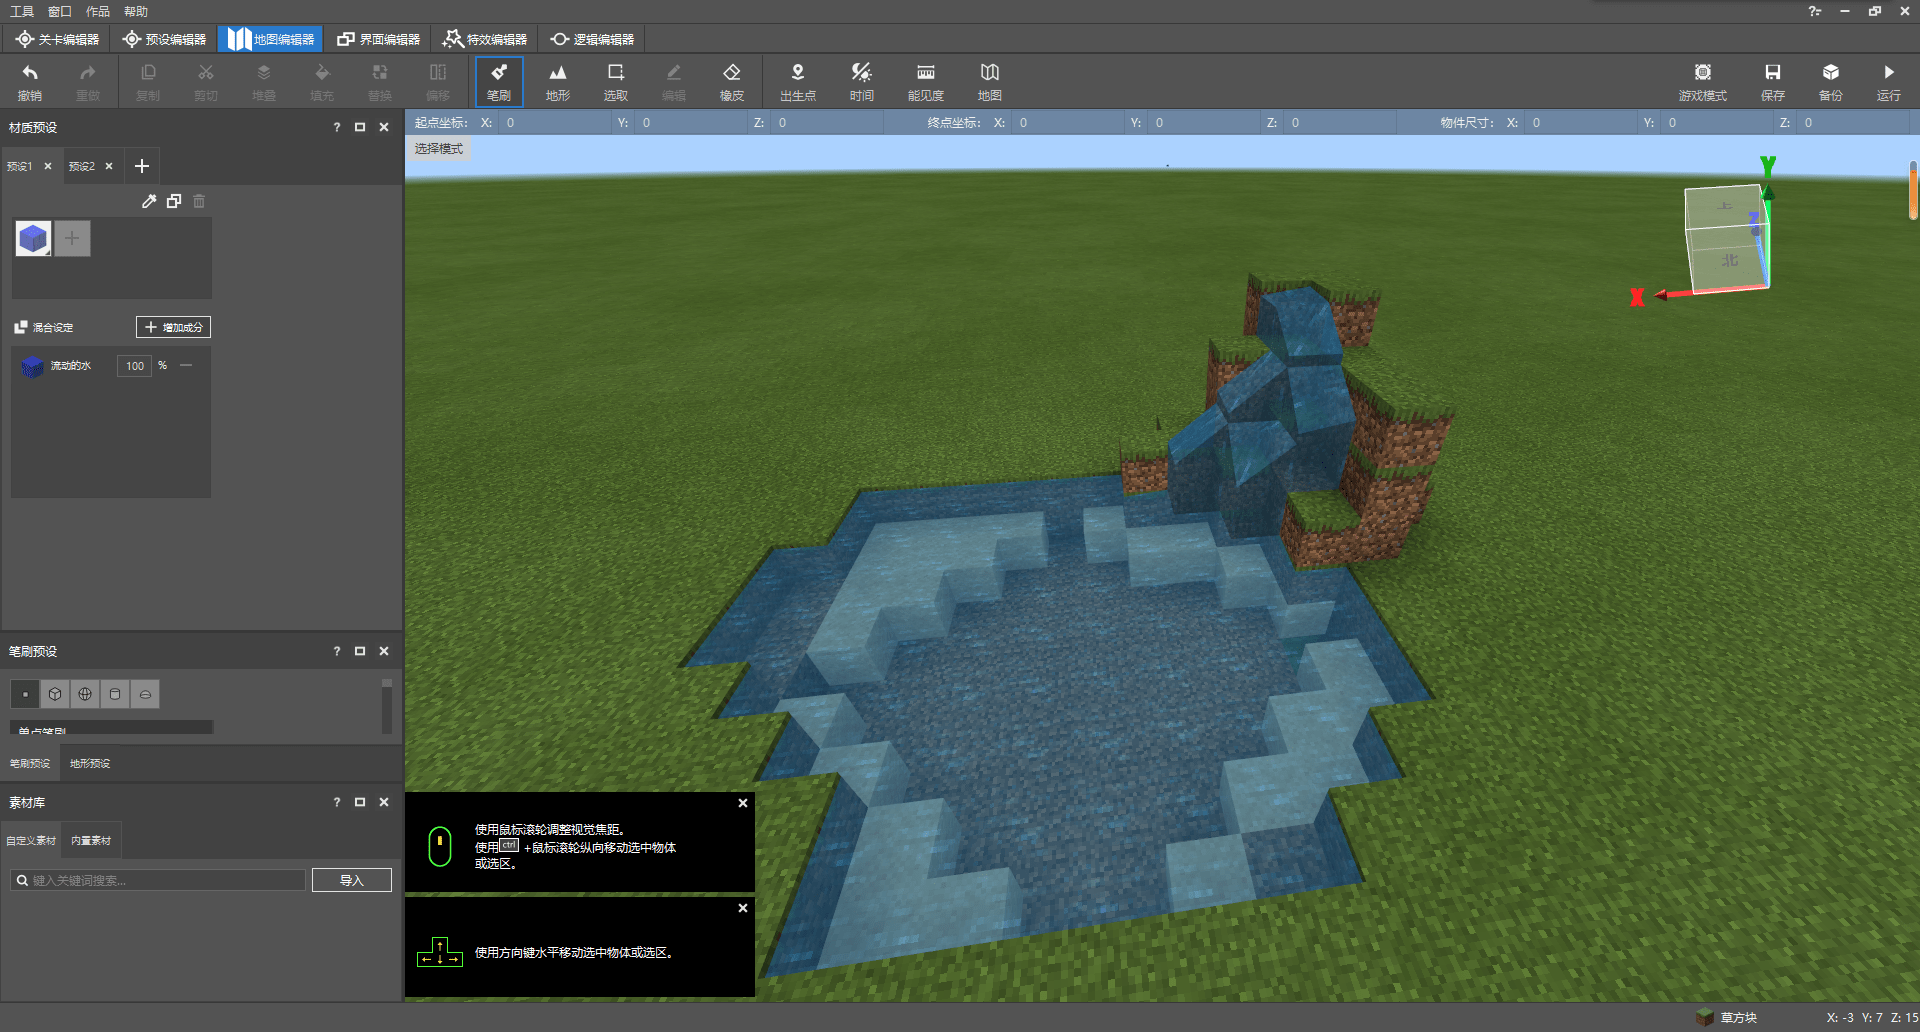 工具 窗口 作品 帮助
关卡编辑器 预设编辑器 地图编辑器 界面编辑器 特效编辑器 逻辑编辑器
撤销 重做 复制 剪切 堆叠 填充 替换 偏移 笔刷 地形 选取 编辑 橡皮 出生点 时间 能见度 地图 游戏模式 保存 备份 运行
材质预设 ?
起点坐标: X: 0 Y: 0 Z: 0 终点坐标: X: 0 Y: 0 Z: 0 物件尺寸: X: 0 Y: 0 Z: 0
选择模式
预设1 预设2
Y
上
Z
北
X
混合设定 增加成分
流动的水 100 %
笔刷预设 ?
单点笔刷
笔刷预设 地形预设
素材库 ?
自定义素材 内置素材
键入关键词搜索... 导入
使用鼠标滚轮调整视觉焦距。
使用ctrl+鼠标滚轮纵向移动选中物体
或选区。
使用方向键水平移动选中物体或选区。
草方块 X: -3 Y: 7 Z: 15